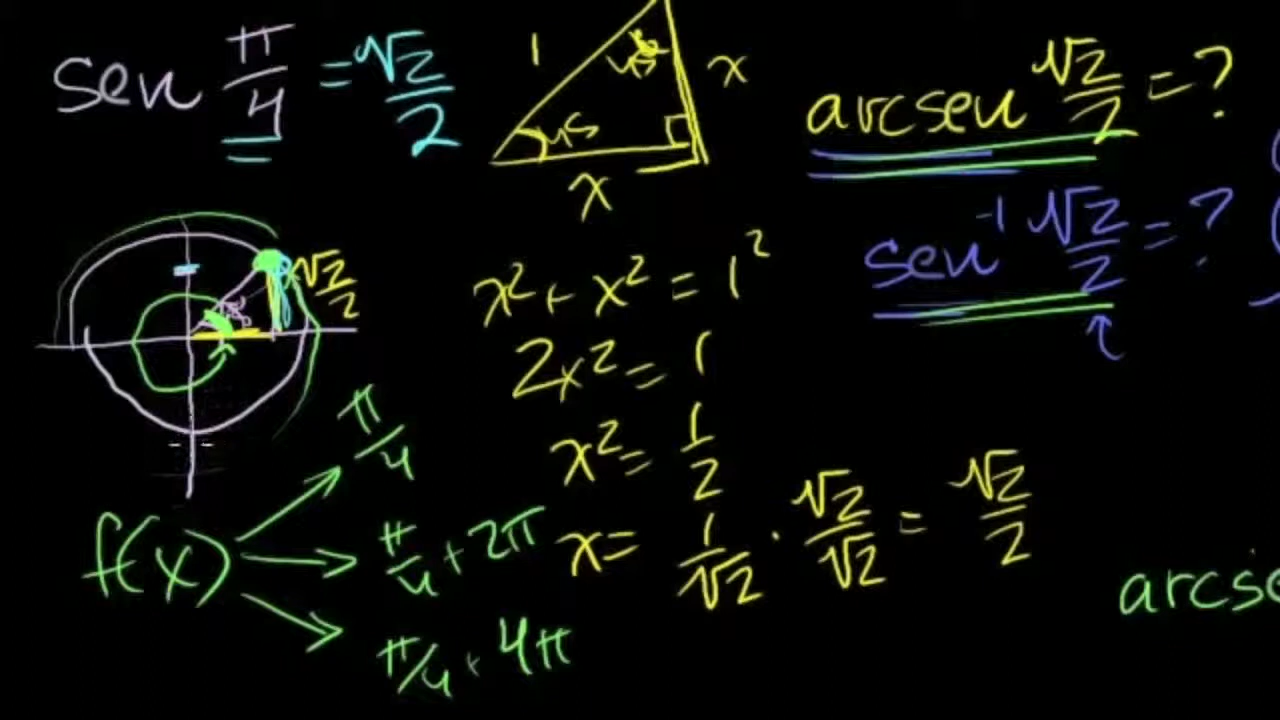 sen π/4 = √2/2
1
45
45
x
x
√2/2
x² + x² = 1²
2x² = 1
x² = 1/2
x = 1/√2 · √2/√2 = √2/2
f(x)
π/4
π/4 + 2π
π/4 + 4π
arcsen √2/2 = ?
sen⁻¹ √2/2 = ?